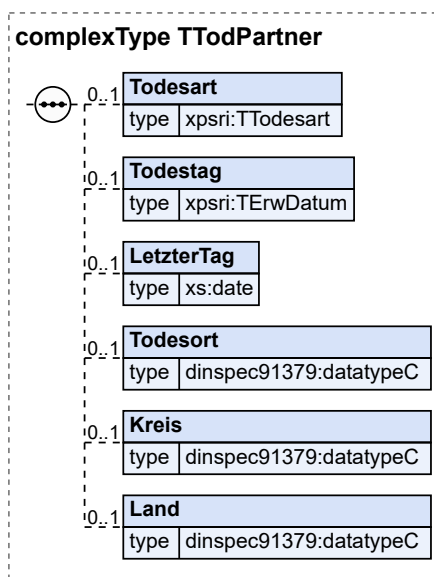 complexType TTodPartner
0..1 Todesart
type xpsri:TTodesart
0..1 Todestag
type xpsri:TErwDatum
0..1 LetzterTag
type xs:date
0..1 Todesort
type dinspec91379:datatypeC
0..1 Kreis
type dinspec91379:datatypeC
0..1 Land
type dinspec91379:datatypeC